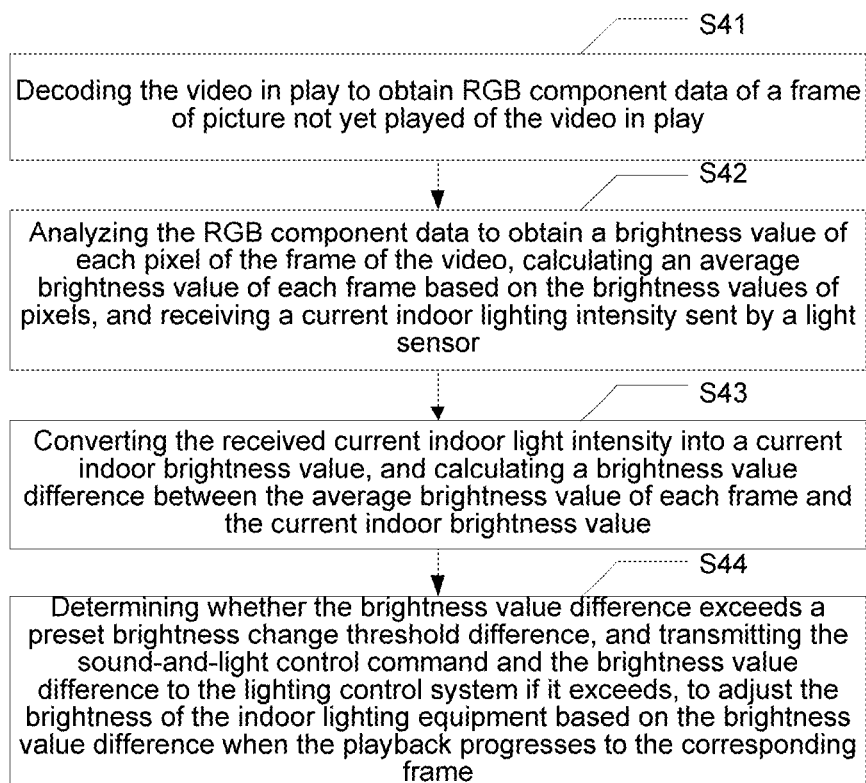 S41
Decoding the video in play to obtain RGB component data of a frame
of picture not yet played of the video in play
S42
Analyzing the RGB component data to obtain a brightness value of
each pixel of the frame of the video, calculating an average
brightness value of each frame based on the brightness values of
pixels, and receiving a current indoor lighting intensity sent by a light
sensor
S43
Converting the received current indoor light intensity into a current
indoor brightness value, and calculating a brightness value
difference between the average brightness value of each frame and
the current indoor brightness value
S44
Determining whether the brightness value difference exceeds a
preset brightness change threshold difference, and transmitting the
sound-and-light control command and the brightness value
difference to the lighting control system if it exceeds, to adjust the
brightness of the indoor lighting equipment based on the brightness
value difference when the playback progresses to the corresponding
frame